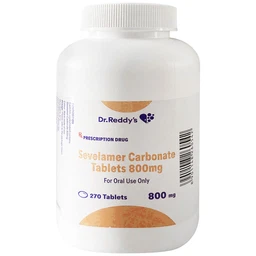 Dr.Reddy's
PRESCRIPTION DRUG
Sevelamer Carbonate
Tablets 800mg
For Oral Use Only
270 Tablets
800 mg